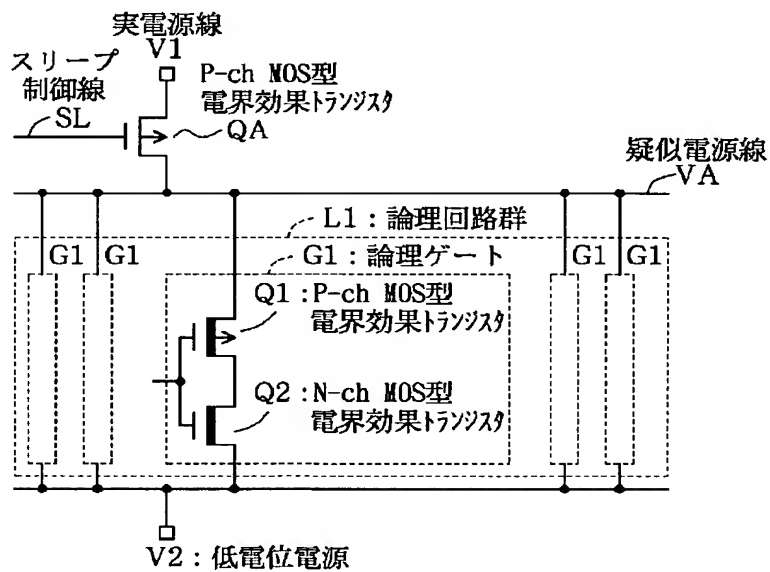 実電源線
V1
スリープ
制御線
SL
P-ch MOS型
電界効果トランジスタ
QA
疑似電源線
VA
L1：論理回路群
G1：論理ゲート
G1
G1
G1
G1
Q1：P-ch MOS型
電界効果トランジスタ
Q2：N-ch MOS型
電界効果トランジスタ
V2：低電位電源